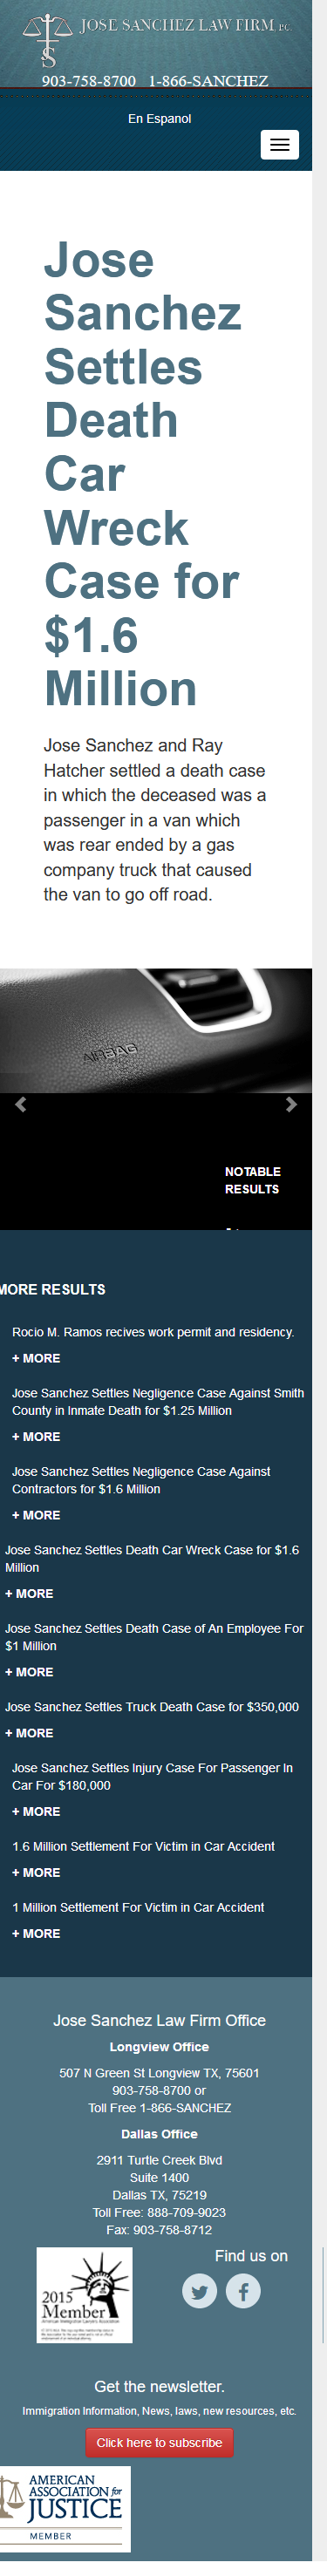 JOSE SANCHEZ LAW FIRM, P.C.
903-758-8700 1-866-SANCHEZ
En Espanol
Jose
Sanchez
Settles
Death
Car
Wreck
Case for
$1.6
Million
Jose Sanchez and Ray
Hatcher settled a death case
in which the deceased was a
passenger in a van which
was rear ended by a gas
company truck that caused
the van to go off road.
AIRBAG
NOTABLE
RESULTS
MORE RESULTS
Rocio M. Ramos recives work permit and residency.
+ MORE
Jose Sanchez Settles Negligence Case Against Smith
County in Inmate Death for $1.25 Million
+ MORE
Jose Sanchez Settles Negligence Case Against
Contractors for $1.6 Million
+ MORE
Jose Sanchez Settles Death Car Wreck Case for $1.6
Million
+ MORE
Jose Sanchez Settles Death Case of An Employee For
$1 Million
+ MORE
Jose Sanchez Settles Truck Death Case for $350,000
+ MORE
Jose Sanchez Settles Injury Case For Passenger In
Car For $180,000
+ MORE
1.6 Million Settlement For Victim in Car Accident
+ MORE
1 Million Settlement For Victim in Car Accident
+ MORE
Jose Sanchez Law Firm Office
Longview Office
507 N Green St Longview TX, 75601
903-758-8700 or
Toll Free 1-866-SANCHEZ
Dallas Office
2911 Turtle Creek Blvd
Suite 1400
Dallas TX, 75219
Toll Free: 888-709-9023
Fax: 903-758-8712
2015
Member
American Immigration Lawyers Association
Find us on
Get the newsletter.
Immigration Information, News, laws, new resources, etc.
Click here to subscribe
AMERICAN
ASSOCIATION for
JUSTICE
MEMBER